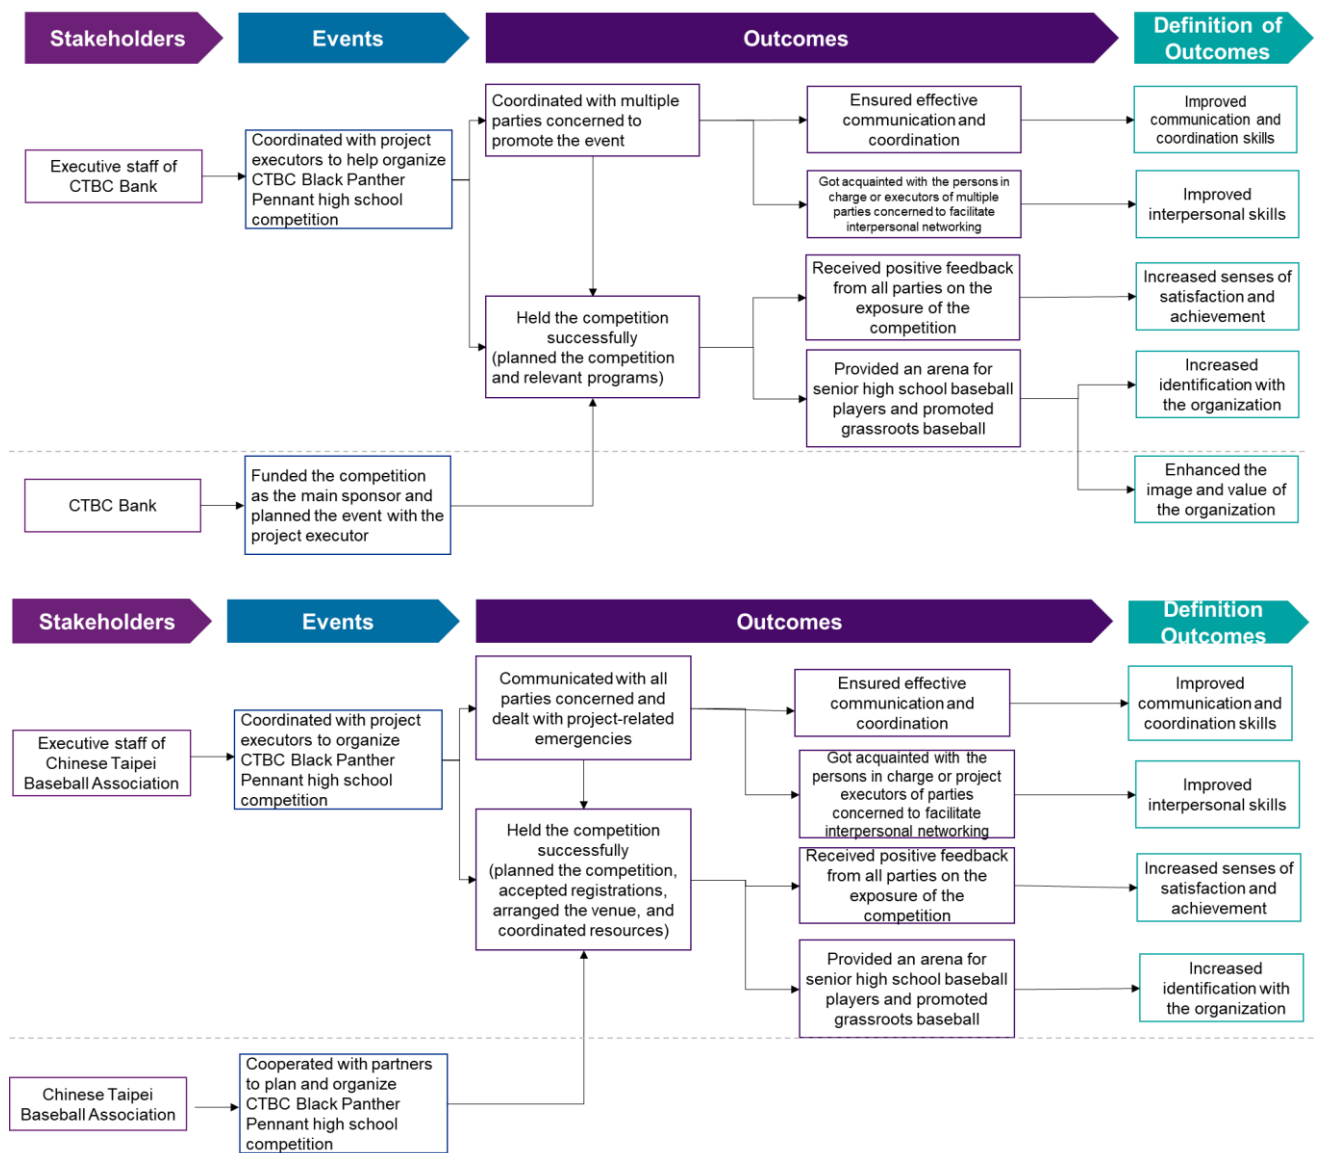 Stakeholders
Events
Outcomes
Definition of
Outcomes
Executive staff of
CTBC Bank
Coordinated with project
executors to help organize
CTBC Black Panther
Pennant high school
competition
Coordinated with multiple
parties concerned to
promote the event
Ensured effective
communication and
coordination
Improved
communication and
coordination skills
Got acquainted with the persons in
charge or executors of multiple
parties concerned to facilitate
interpersonal networking
Improved
interpersonal skills
Held the competition
successfully
(planned the competition
and relevant programs)
Received positive feedback
from all parties on the
exposure of the
competition
Increased senses of
satisfaction and
achievement
Provided an arena for
senior high school baseball
players and promoted
grassroots baseball
Increased
identification with
the organization
CTBC Bank
Funded the competition
as the main sponsor and
planned the event with the
project executor
Enhanced the
image and value of
the organization
Stakeholders
Events
Outcomes
Definition
Outcomes
Executive staff of
Chinese Taipei
Baseball Association
Coordinated with project
executors to organize
CTBC Black Panther
Pennant high school
competition
Communicated with all
parties concerned and
dealt with project-related
emergencies
Ensured effective
communication and
coordination
Improved
communication and
coordination skills
Got acquainted with the
persons in charge or project
executors of parties
concerned to facilitate
interpersonal networking
Improved
interpersonal skills
Held the competition
successfully
(planned the competition,
accepted registrations,
arranged the venue, and
coordinated resources)
Received positive feedback
from all parties on the
exposure of the
competition
Increased senses of
satisfaction and
achievement
Provided an arena for
senior high school baseball
players and promoted
grassroots baseball
Increased
identification with
the organization
Chinese Taipei
Baseball Association
Cooperated with partners
to plan and organize
CTBC Black Panther
Pennant high school
competition